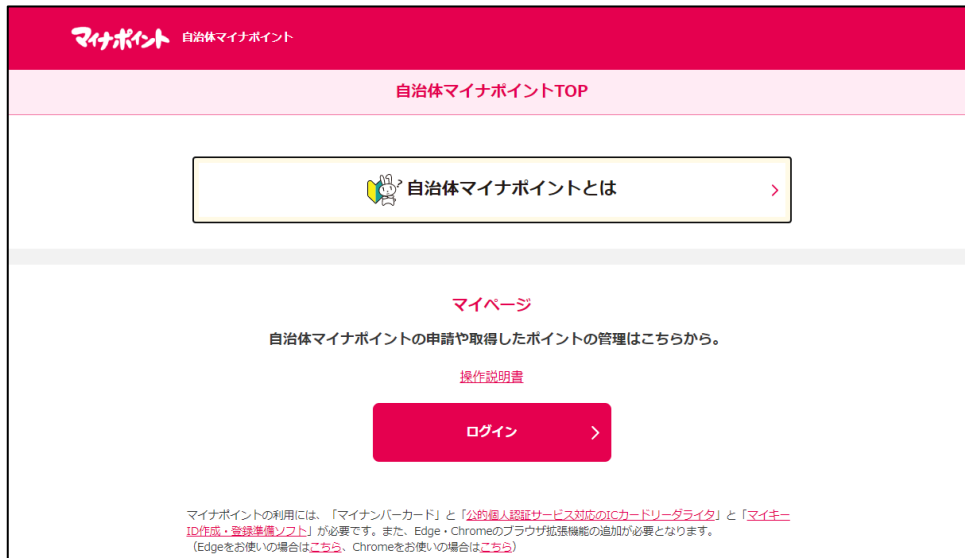 マイナポイント 自治体マイナポイント
自治体マイナポイントTOP
? 自治体マイナポイントとは
マイページ
自治体マイナポイントの申請や取得したポイントの管理はこちらから。
操作説明書
ログイン
マイナポイントの利用には、「マイナンバーカード」と「公的個人認証サービス対応のICカードリーダライタ」と「マイキー
ID作成・登録準備ソフト」が必要です。また、Edge・Chromeのブラウザ拡張機能の追加が必要となります。
（Edgeをお使いの場合はこちら、Chromeをお使いの場合はこちら）